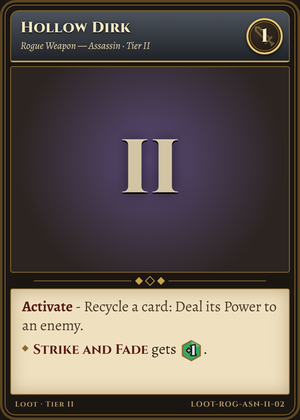 Hollow Dirk
Rogue Weapon — Assassin · Tier II
1
II
Activate - Recycle a card: Deal its Power to
an enemy.
Strike and Fade gets +1.
Loot · Tier II
LOOT-ROG-ASN-II-02